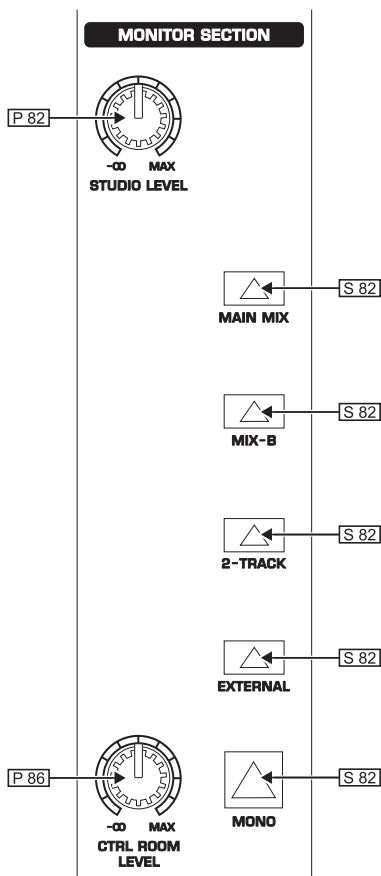 MONITOR SECTION
P 82
-∞ MAX
STUDIO LEVEL
S 82
MAIN MIX
S 82
MIX-B
S 82
2-TRACK
S 82
EXTERNAL
P 86
-∞ MAX
CTRL ROOM
LEVEL
S 82
MONO